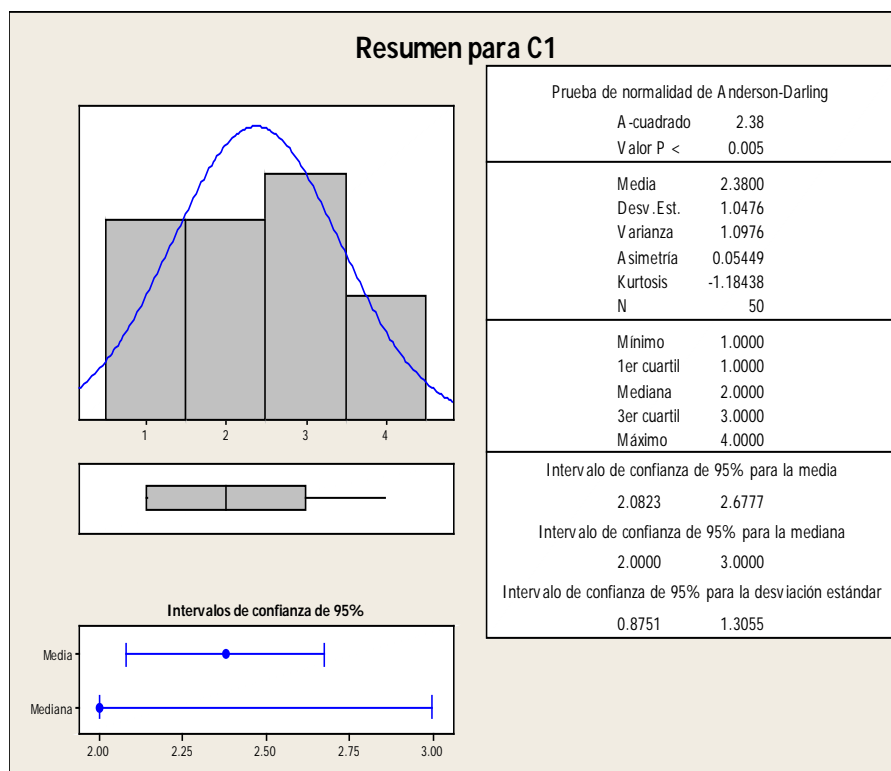 Resumen para C1
1 2 3 4
Intervalos de confianza de 95%
Media
Mediana
2.00 2.25 2.50 2.75 3.00
Prueba de normalidad de Anderson-Darling
A-cuadrado 2.38
Valor P < 0.005
Media 2.3800
Desv.Est. 1.0476
Varianza 1.0976
Asimetría 0.05449
Kurtosis -1.18438
N 50
Mínimo 1.0000
1er cuartil 1.0000
Mediana 2.0000
3er cuartil 3.0000
Máximo 4.0000
Intervalo de confianza de 95% para la media
2.0823 2.6777
Intervalo de confianza de 95% para la mediana
2.0000 3.0000
Intervalo de confianza de 95% para la desviación estándar
0.8751 1.3055